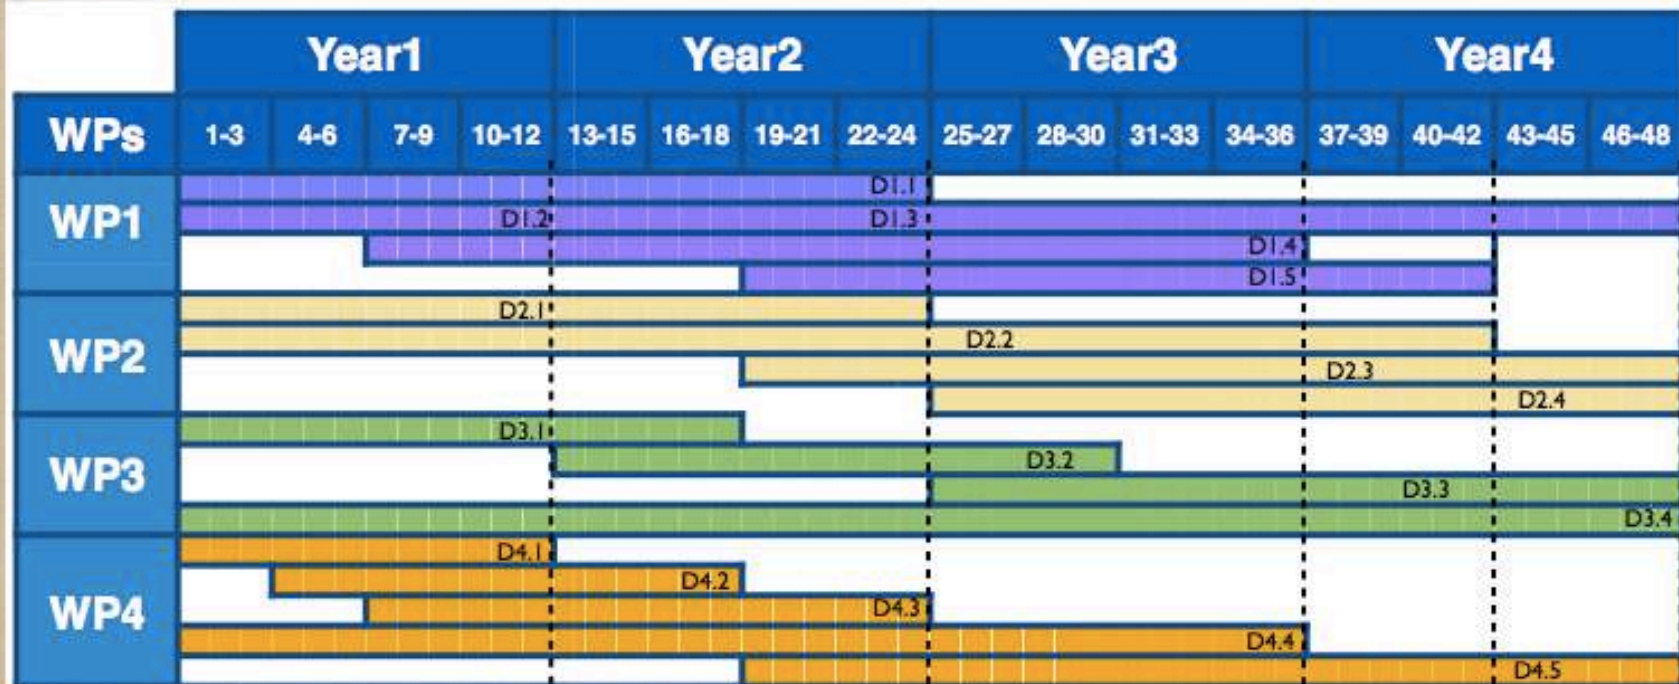 Year1 Year2 Year3 Year4
WPs 1-3 4-6 7-9 10-12 13-15 16-18 19-21 22-24 25-27 28-30 31-33 34-36 37-39 40-42 43-45 46-48
WP1
D1.1
D1.2 D1.3
D1.4
D1.5
WP2
D2.1
D2.2
D2.3
D2.4
WP3
D3.1
D3.2
D3.3
D3.4
WP4
D4.1
D4.2
D4.3
D4.4
D4.5